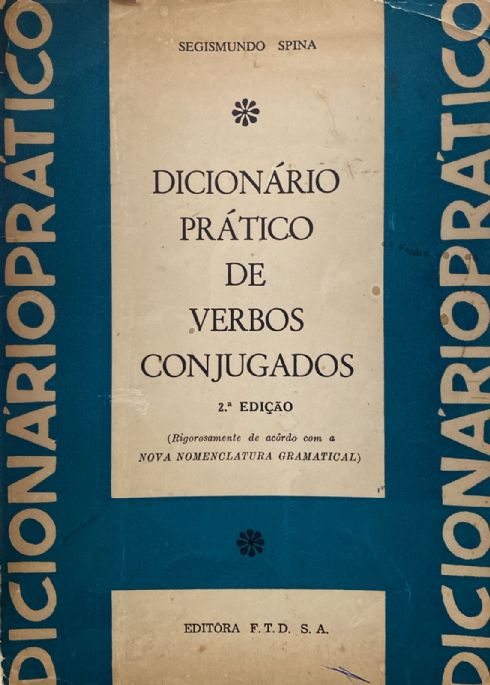 SEGISMUNDO SPINA
DICIONÁRIO
PRÁTICO
DE
VERBOS
CONJUGADOS
2.ª EDIÇÃO
(Rigorosamente de acôrdo com a
NOVA NOMENCLATURA GRAMATICAL)
EDITÔRA F. T. D. S. A.
DICIONÁRIOPRÁTICO
DICIONÁRIOPRÁTICO